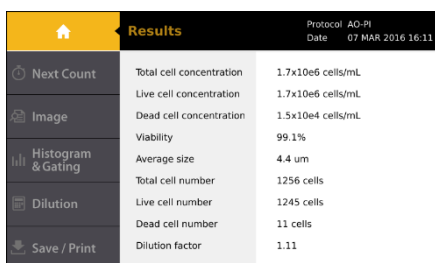 Results
Protocol AO-PI
Date 07 MAR 2016 16:11
Next Count
Image
Histogram
& Gating
Dilution
Save / Print
Total cell concentration 1.7x10e6 cells/mL
Live cell concentration 1.7x10e6 cells/mL
Dead cell concentration 1.5x10e4 cells/mL
Viability 99.1%
Average size 4.4 um
Total cell number 1256 cells
Live cell number 1245 cells
Dead cell number 11 cells
Dilution factor 1.11